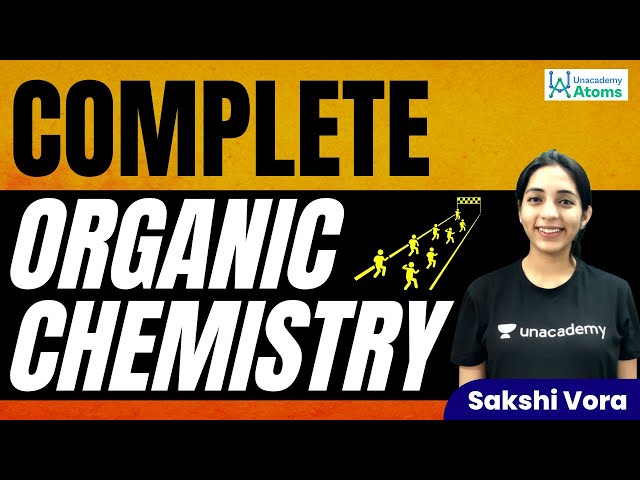 COMPLETE
ORGANIC
CHEMISTRY
Unacademy
Atoms
unacademy
Sakshi Vora